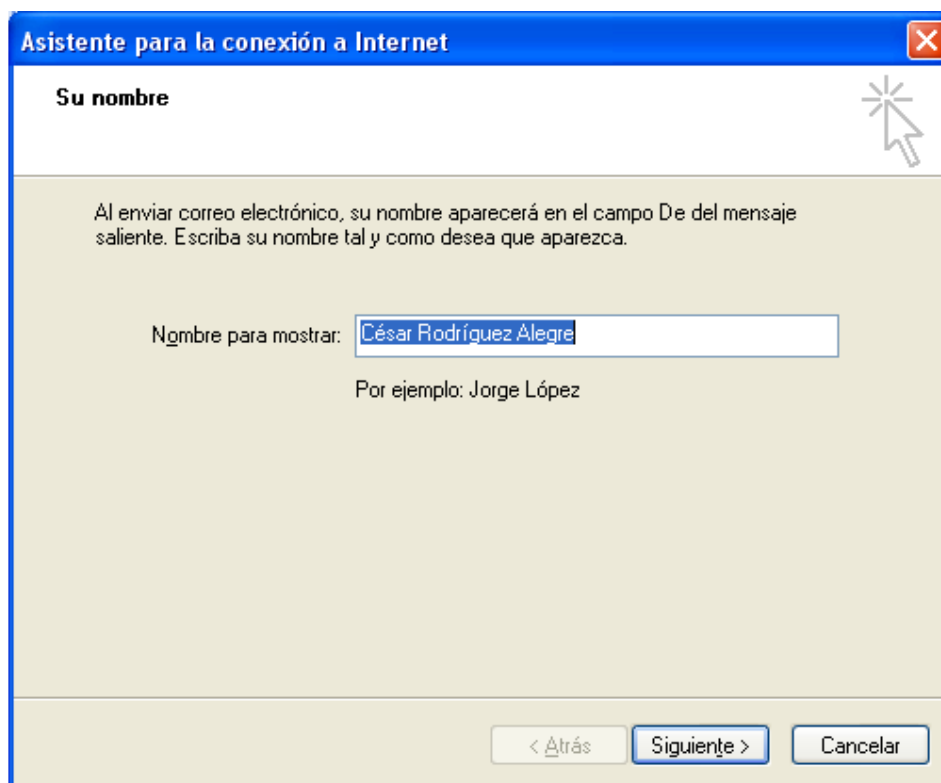 Asistente para la conexión a Internet
Su nombre
Al enviar correo electrónico, su nombre aparecerá en el campo De del mensaje
saliente. Escriba su nombre tal y como desea que aparezca.
Nombre para mostrar: César Rodríguez Alegre
Por ejemplo: Jorge López
< Atrás Siguiente > Cancelar